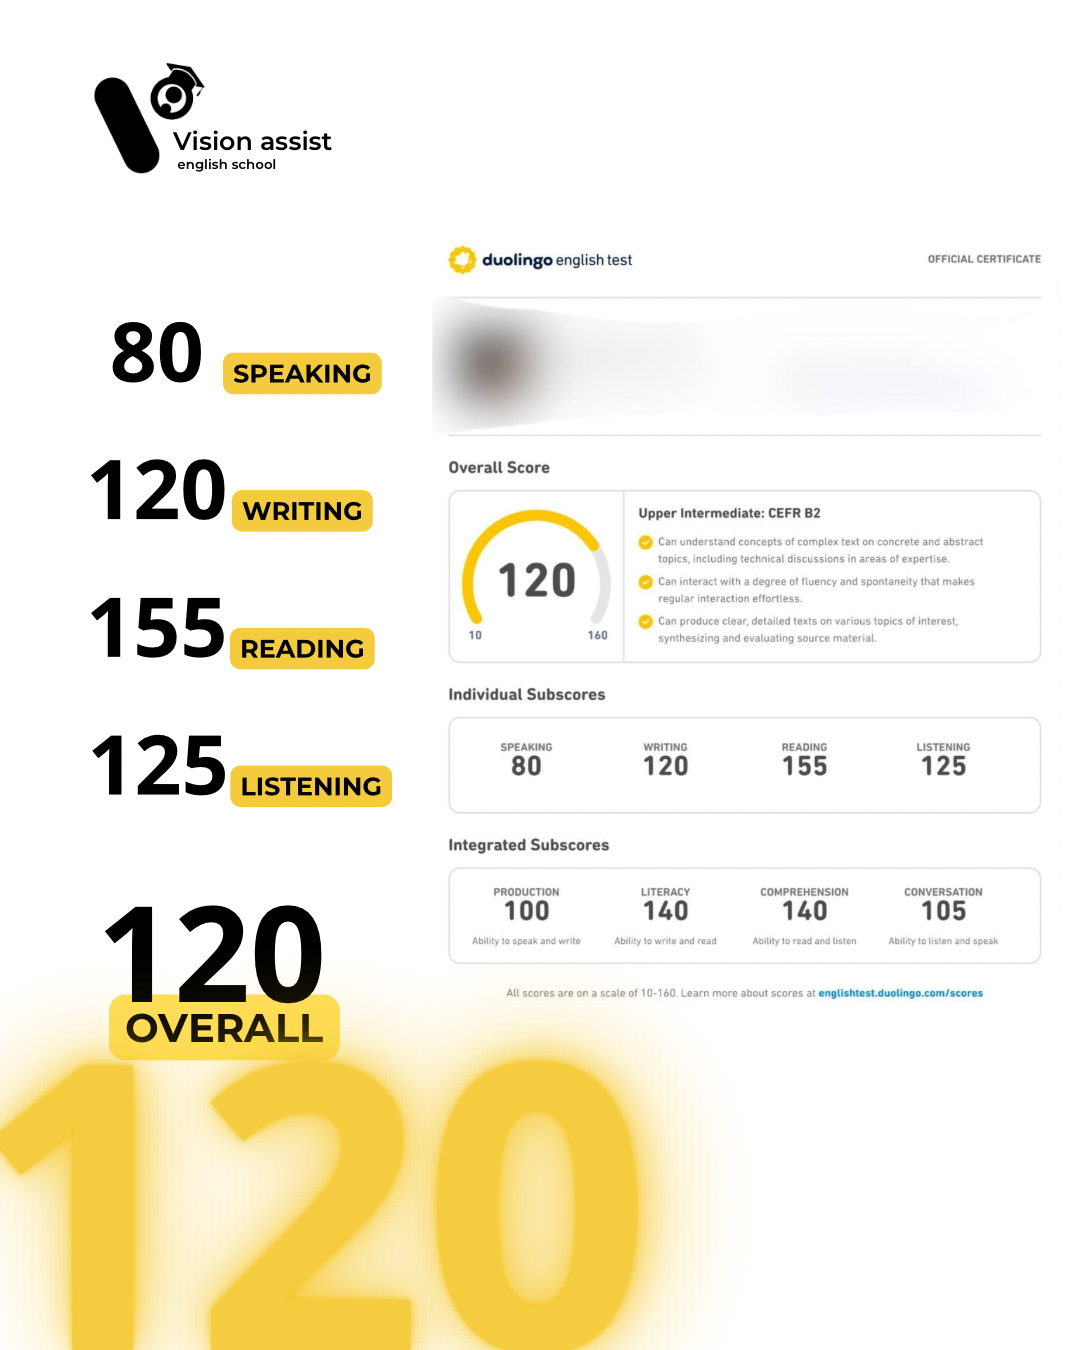 Vision assist
english school
duolingo english test
OFFICIAL CERTIFICATE
80 SPEAKING
120 WRITING
155 READING
125 LISTENING
120
OVERALL
120
Overall Score
120
10 160
Upper Intermediate: CEFR B2
Can understand concepts of complex text on concrete and abstract
topics, including technical discussions in areas of expertise.
Can interact with a degree of fluency and spontaneity that makes
regular interaction effortless.
Can produce clear, detailed texts on various topics of interest,
synthesizing and evaluating source material.
Individual Subscores
SPEAKING WRITING READING LISTENING
80 120 155 125
Integrated Subscores
PRODUCTION LITERACY COMPREHENSION CONVERSATION
100 140 140 105
Ability to speak and write Ability to write and read Ability to read and listen Ability to listen and speak
All scores are on a scale of 10-160. Learn more about scores at englishtest.duolingo.com/scores